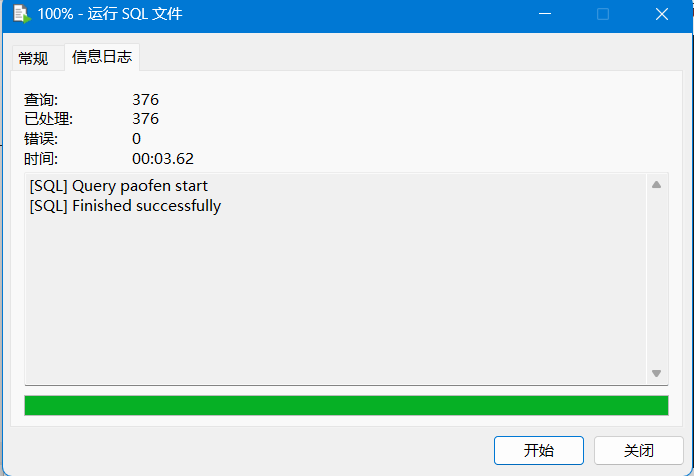 100% - 运行 SQL 文件
常规 信息日志
查询: 376
已处理: 376
错误: 0
时间: 00:03.62
[SQL] Query paofen start
[SQL] Finished successfully
开始 关闭